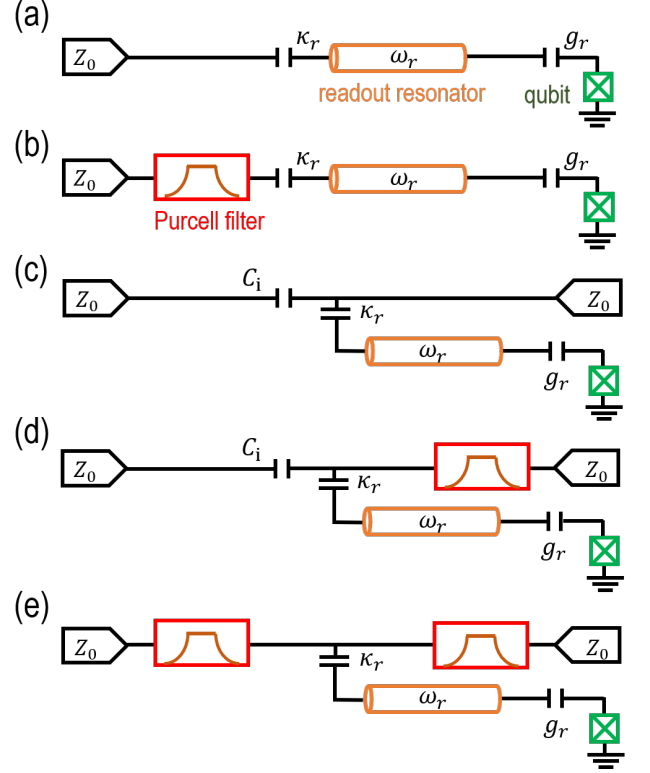 (a)
Z₀ κᵣ ωᵣ gᵣ
readout resonator qubit
(b)
Z₀ κᵣ ωᵣ gᵣ
Purcell filter
(c)
Z₀ Cᵢ Z₀
κᵣ
ωᵣ gᵣ
(d)
Z₀ Cᵢ Z₀
κᵣ
ωᵣ gᵣ
(e)
Z₀ Z₀
κᵣ
ωᵣ gᵣ